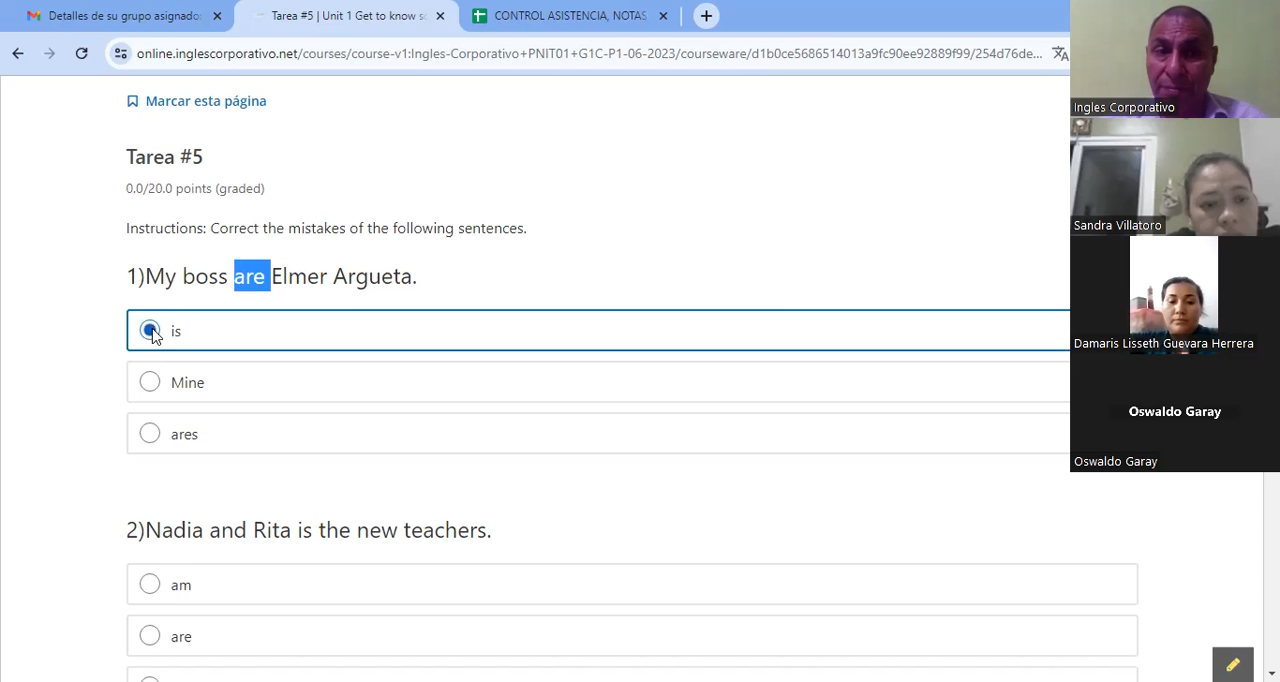 Detalles de su grupo asignado:
Tarea #5 | Unit 1 Get to know so
CONTROL ASISTENCIA, NOTAS
online.inglescorporativo.net/courses/course-v1:Ingles-Corporativo+PNIT01+G1C-P1-06-2023/courseware/d1b0ce5686514013a9fc90ee92889f99/254d76de...
Marcar esta página
Tarea #5
0.0/20.0 points (graded)
Instructions: Correct the mistakes of the following sentences.
1)My boss are Elmer Argueta.
is
Mine
ares
2)Nadia and Rita is the new teachers.
am
are
Ingles Corporativo
Sandra Villatoro
Damaris Lisseth Guevara Herrera
Oswaldo Garay
Oswaldo Garay